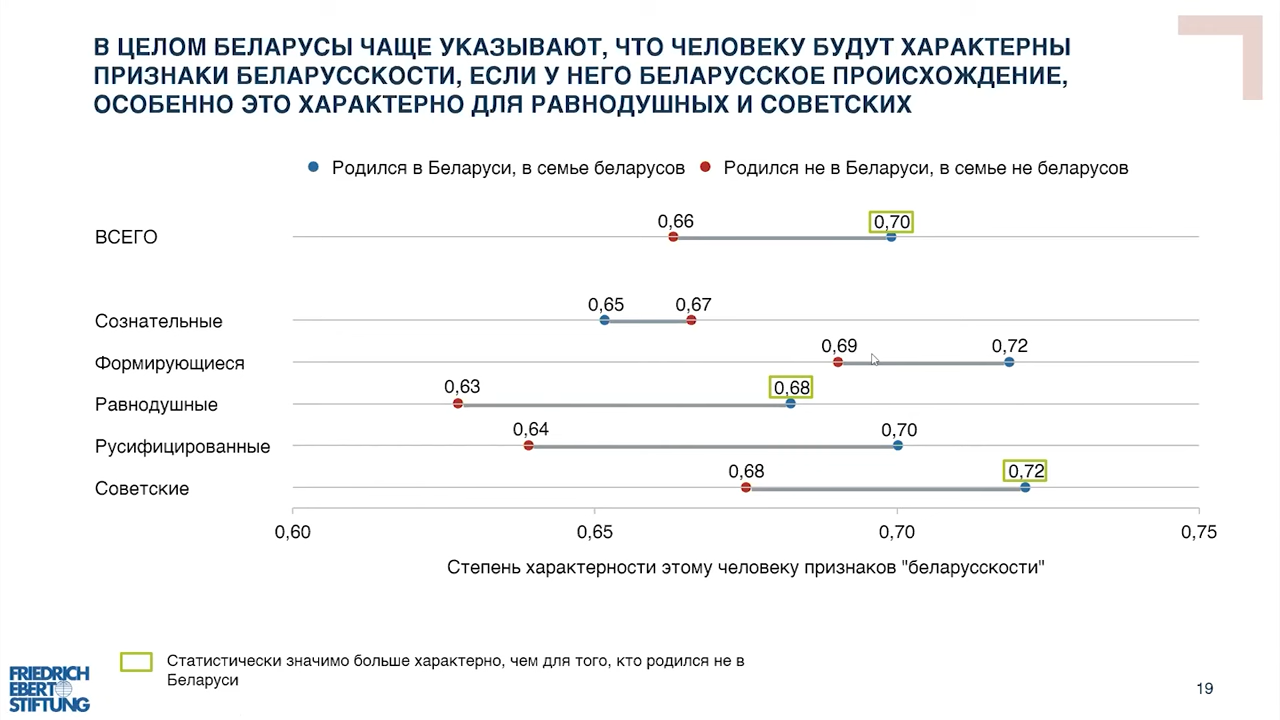 В ЦЕЛОМ БЕЛАРУСЫ ЧАЩЕ УКАЗЫВАЮТ, ЧТО ЧЕЛОВЕКУ БУДУТ ХАРАКТЕРНЫ
ПРИЗНАКИ БЕЛАРУССКОСТИ, ЕСЛИ У НЕГО БЕЛАРУССКОЕ ПРОИСХОЖДЕНИЕ,
ОСОБЕННО ЭТО ХАРАКТЕРНО ДЛЯ РАВНОДУШНЫХ И СОВЕТСКИХ
Родился в Беларуси, в семье беларусов Родился не в Беларуси, в семье не беларусов
ВСЕГО 0,66 0,70
Сознательные 0,65 0,67
Формирующиеся 0,69 0,72
Равнодушные 0,63 0,68
Русифицированные 0,64 0,70
Советские 0,68 0,72
0,60 0,65 0,70 0,75
Степень характерности этому человеку признаков "беларусскости"
Статистически значимо больше характерно, чем для того, кто родился не в
Беларуси
FRIEDRICH
EBERT
STIFTUNG
19